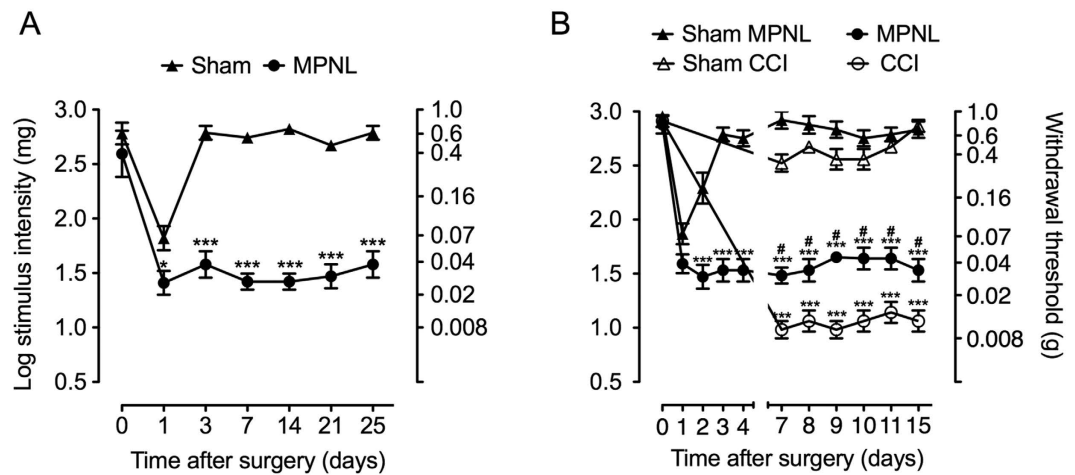 A
Sham MPNL
Log stimulus intensity (mg)
3.0
2.5
2.0
1.5
1.0
0.5
1.0
0.6
0.4
0.16
0.07
0.04
0.02
0.008
* *** *** *** *** ***
0 1 3 7 14 21 25
Time after surgery (days)
B
Sham MPNL MPNL
Sham CCI CCI
3.0
2.5
2.0
1.5
1.0
0.5
1.0
0.6
0.4
0.16
0.07
0.04
0.02
0.008
Withdrawal threshold (g)
# # # # # #
*** *** *** *** *** *** *** *** ***
*** *** *** *** *** ***
0 1 2 3 4 7 8 9 10 11 15
Time after surgery (days)